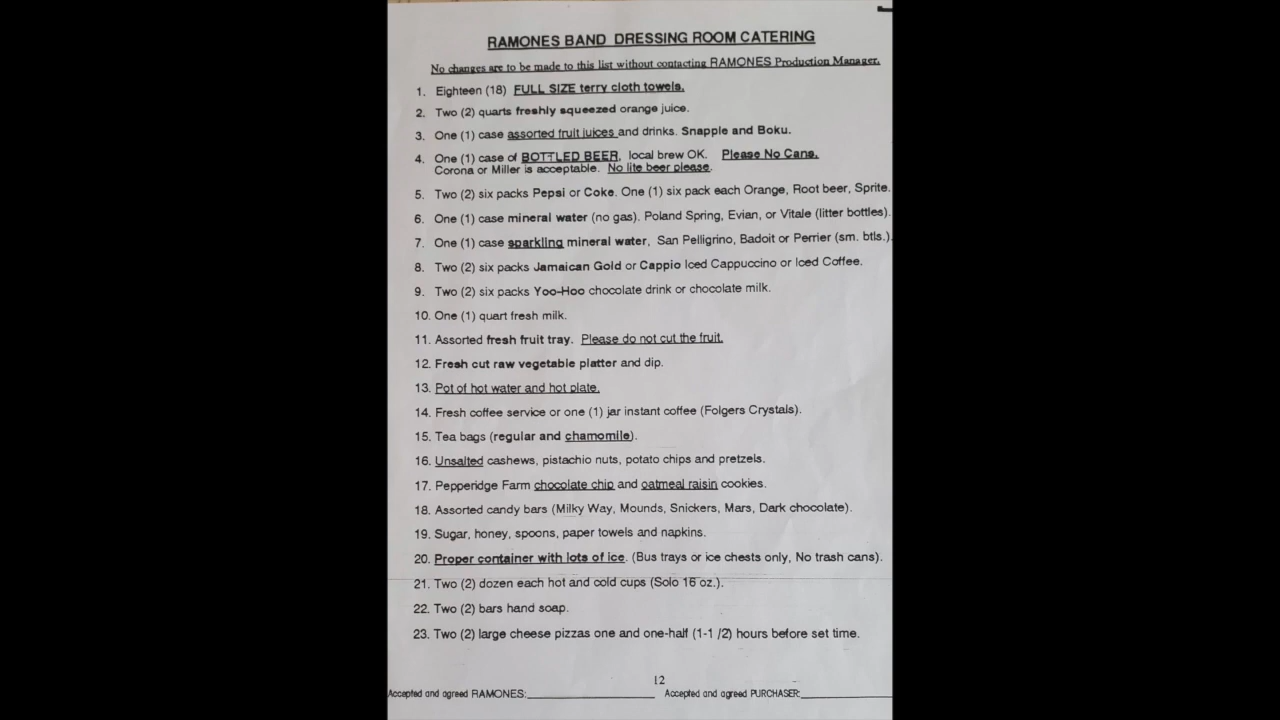 RAMONES BAND DRESSING ROOM CATERING
No changes are to be made to this list without contacting RAMONES Production Manager.
1. Eighteen (18) FULL SIZE terry cloth towels.
2. Two (2) quarts freshly squeezed orange juice.
3. One (1) case assorted fruit juices and drinks. Snapple and Boku.
4. One (1) case of BOTTLED BEER, local brew OK. Please No Cans.
Corona or Miller is acceptable. No lite beer please.
5. Two (2) six packs Pepsi or Coke. One (1) six pack each Orange, Root beer, Sprite.
6. One (1) case mineral water (no gas). Poland Spring, Evian, or Vitale (litter bottles).
7. One (1) case sparkling mineral water, San Pelligrino, Badoit or Perrier (sm. btls.).
8. Two (2) six packs Jamaican Gold or Cappio Iced Cappuccino or Iced Coffee.
9. Two (2) six packs Yoo-Hoo chocolate drink or chocolate milk.
10. One (1) quart fresh milk.
11. Assorted fresh fruit tray. Please do not cut the fruit.
12. Fresh cut raw vegetable platter and dip.
13. Pot of hot water and hot plate.
14. Fresh coffee service or one (1) jar instant coffee (Folgers Crystals).
15. Tea bags (regular and chamomile).
16. Unsalted cashews, pistachio nuts, potato chips and pretzels.
17. Pepperidge Farm chocolate chip and oatmeal raisin cookies.
18. Assorted candy bars (Milky Way, Mounds, Snickers, Mars, Dark chocolate).
19. Sugar, honey, spoons, paper towels and napkins.
20. Proper container with lots of ice. (Bus trays or ice chests only, No trash cans).
21. Two (2) dozen each hot and cold cups (Solo 16 oz.).
22. Two (2) bars hand soap.
23. Two (2) large cheese pizzas one and one-half (1-1 /2) hours before set time.
12
Accepted and agreed RAMONES:____________________ Accepted and agreed PURCHASER:______________